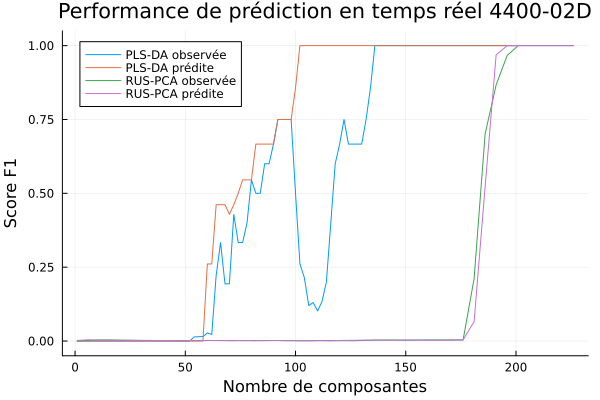 Performance de prédiction en temps réel 4400-02D
Score F1
1.00
0.75
0.50
0.25
0.00
PLS-DA observée
PLS-DA prédite
RUS-PCA observée
RUS-PCA prédite
0 50 100 150 200
Nombre de composantes